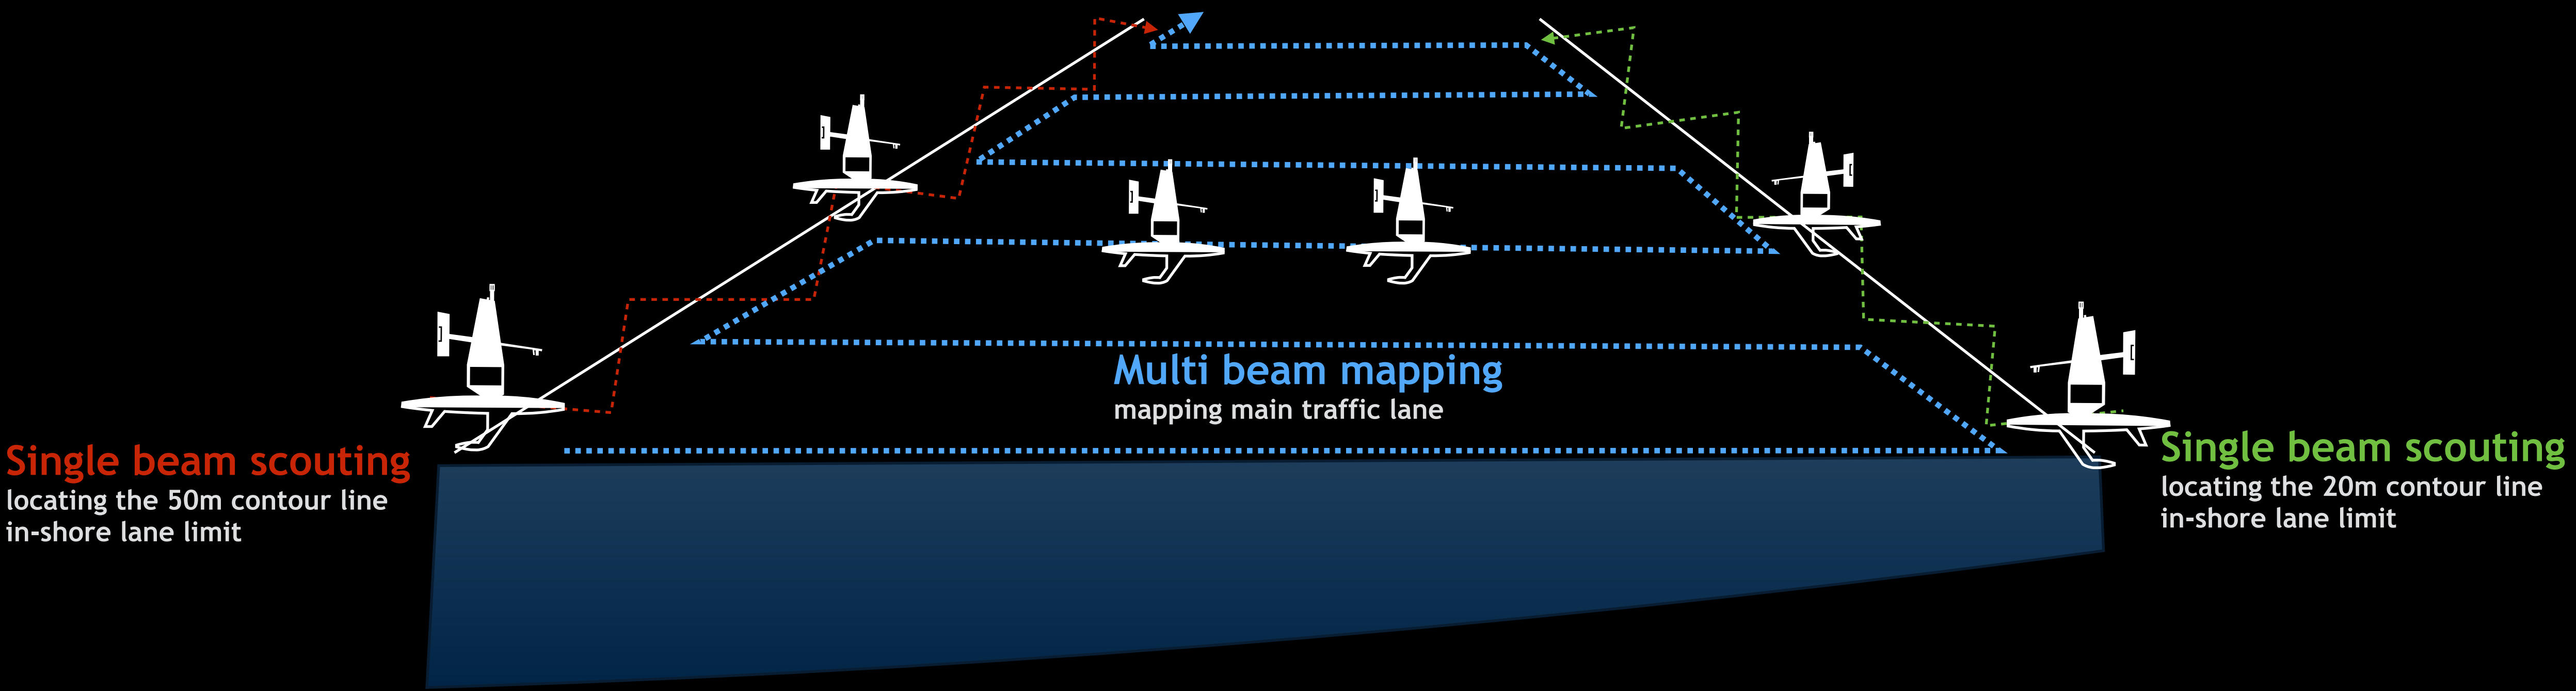 Multi beam mapping
mapping main traffic lane
Single beam scouting
locating the 50m contour line
in-shore lane limit
Single beam scouting
locating the 20m contour line
in-shore lane limit